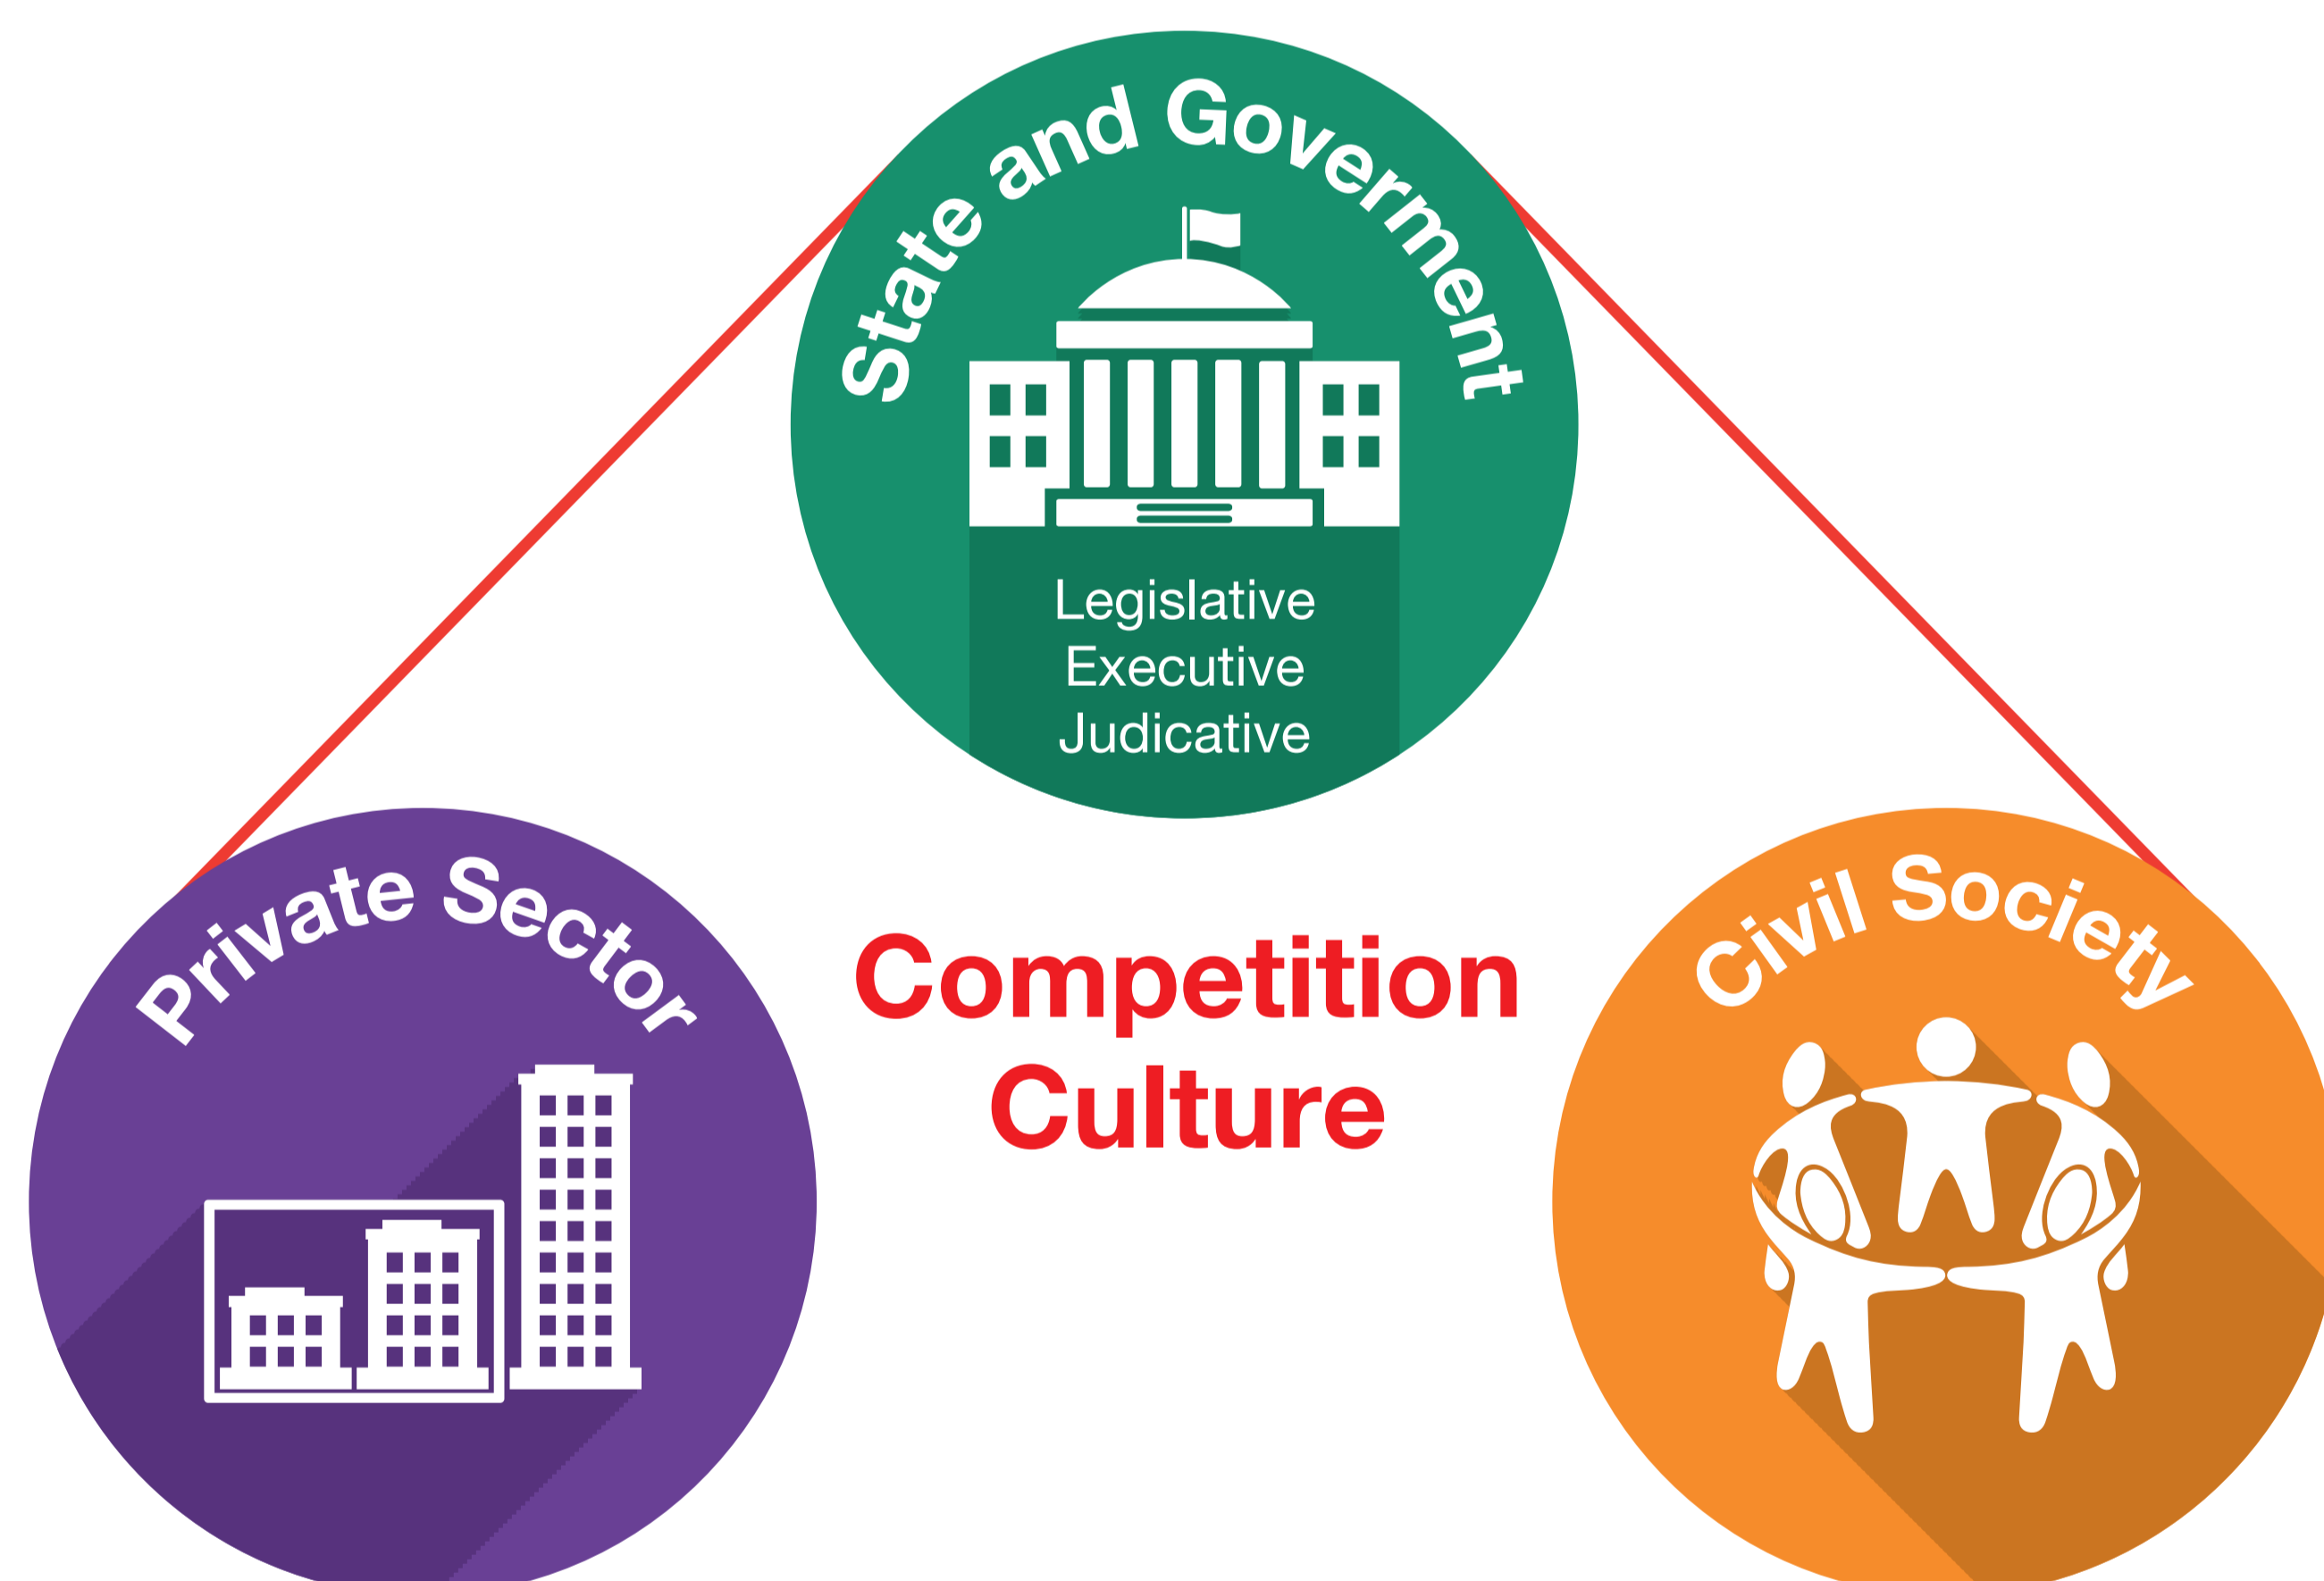 State and Goverment
Legislative
Executive
Judicative
Private Sector
Competition
Culture
Civil Society